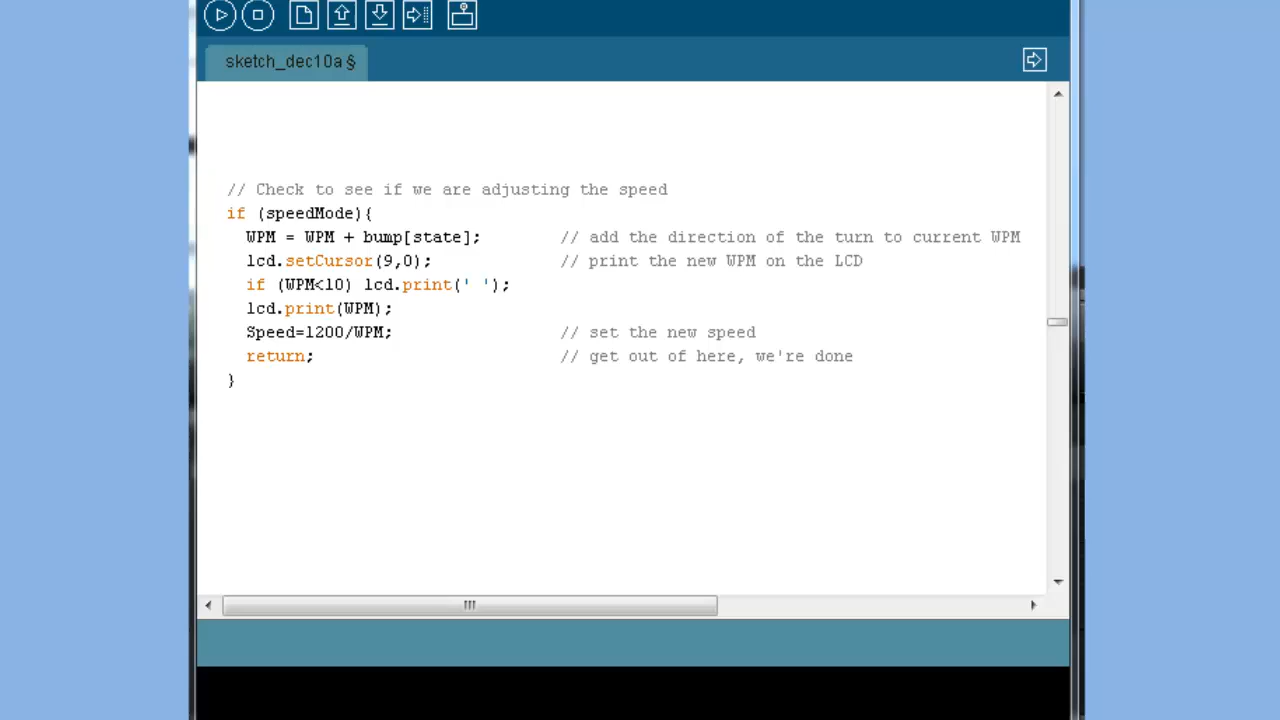 sketch_dec10a §
// Check to see if we are adjusting the speed
if (speedMode){
WPM = WPM + bump[state]; // add the direction of the turn to current WPM
lcd.setCursor(9,0); // print the new WPM on the LCD
if (WPM<10) lcd.print(' ');
lcd.print(WPM);
Speed=1200/WPM; // set the new speed
return; // get out of here, we're done
}